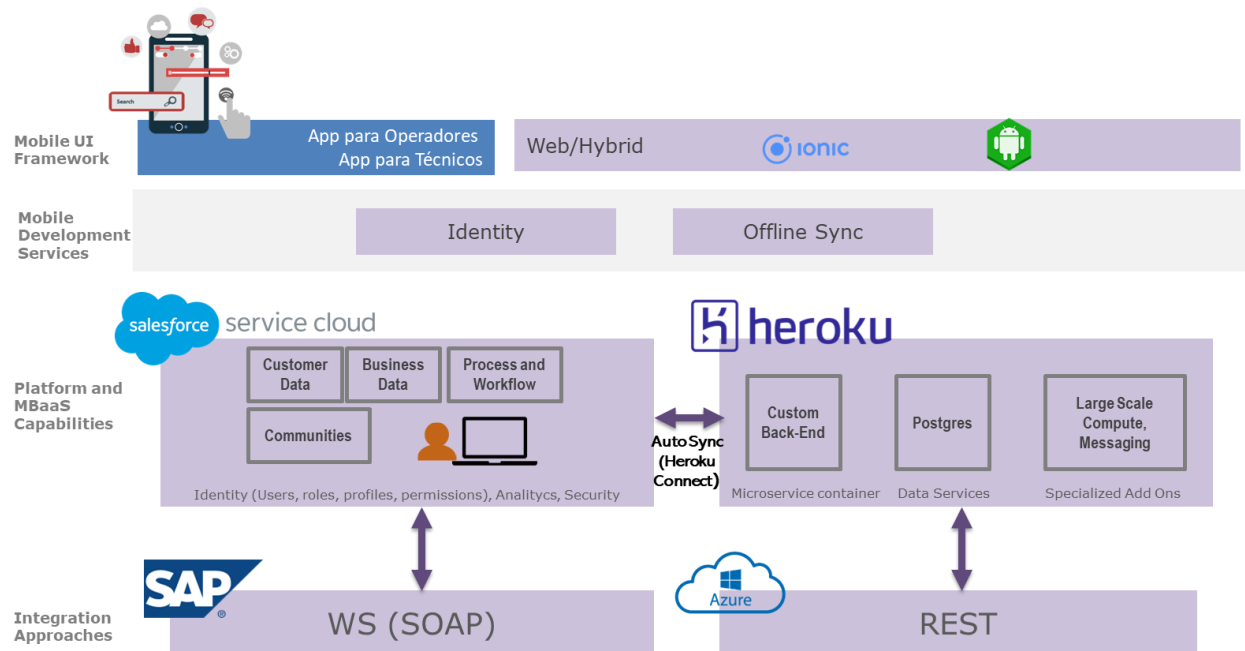 Search
Mobile UI
Framework
App para Operadores
App para Técnicos
Web/Hybrid
IONIC
Mobile
Development
Services
Identity
Offline Sync
salesforce
service cloud
heroku
Platform and
MBaaS
Capabilities
Customer
Data
Business
Data
Process and
Workflow
Communities
Identity (Users, roles, profiles, permissions), Analitycs, Security
Auto Sync
(Heroku
Connect)
Custom
Back-End
Postgres
Large Scale
Compute,
Messaging
Microservice container
Data Services
Specialized Add Ons
Integration
Approaches
SAP®
WS (SOAP)
Azure
REST